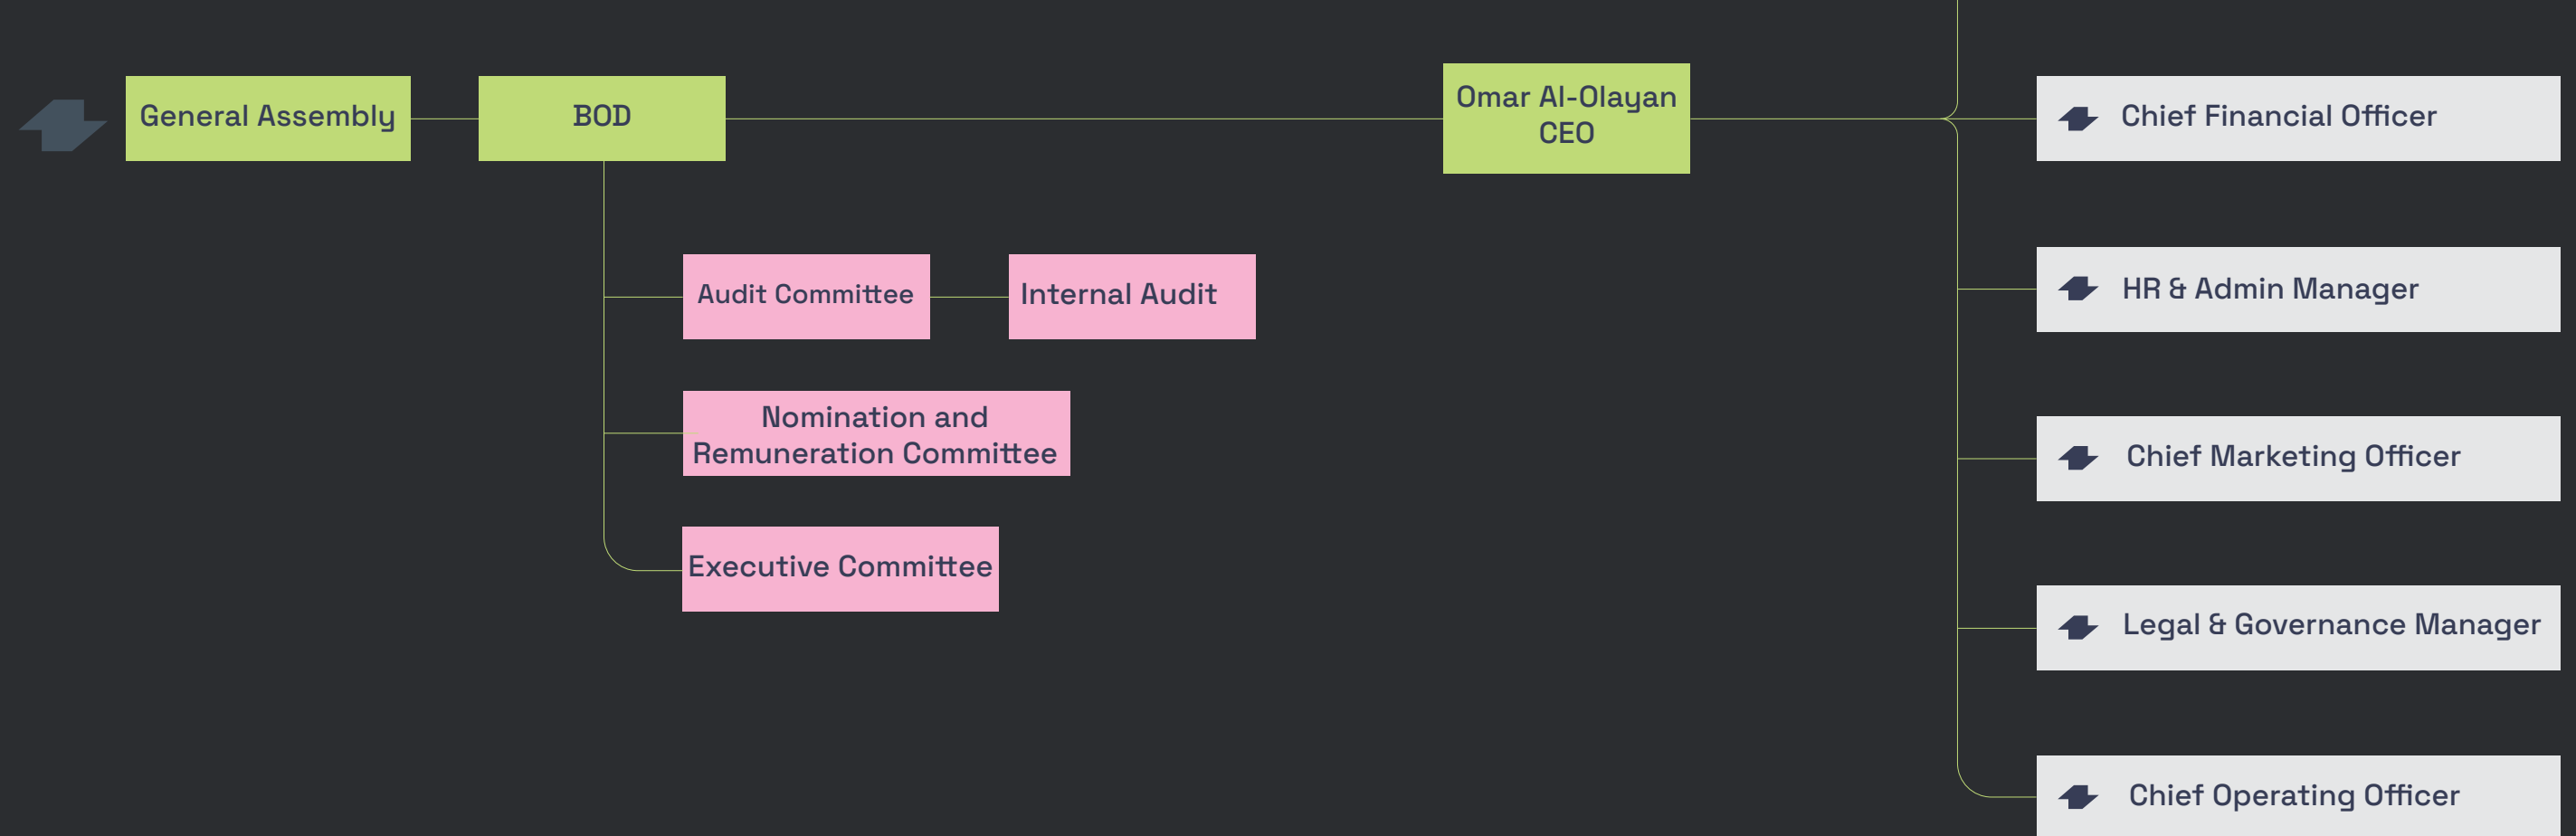 General Assembly
BOD
Omar Al-Olayan
CEO
Chief Financial Officer
Audit Committee
Internal Audit
HR & Admin Manager
Nomination and
Remuneration Committee
Chief Marketing Officer
Executive Committee
Legal & Governance Manager
Chief Operating Officer